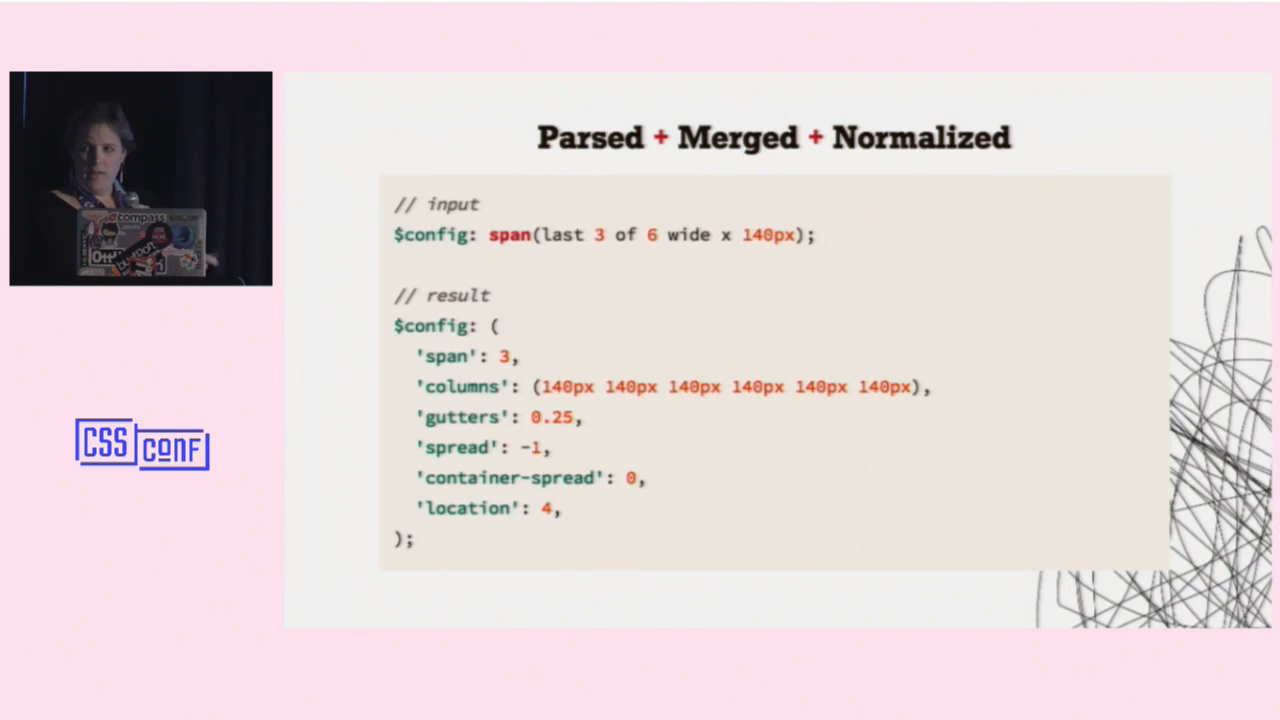 Parsed + Merged + Normalized
// input
$config: span(last 3 of 6 wide x 140px);
// result
$config: (
'span': 3,
'columns': (140px 140px 140px 140px 140px 140px),
'gutters': 0.25,
'spread': -1,
'container-spread': 0,
'location': 4,
);
compass
CSS
CONF